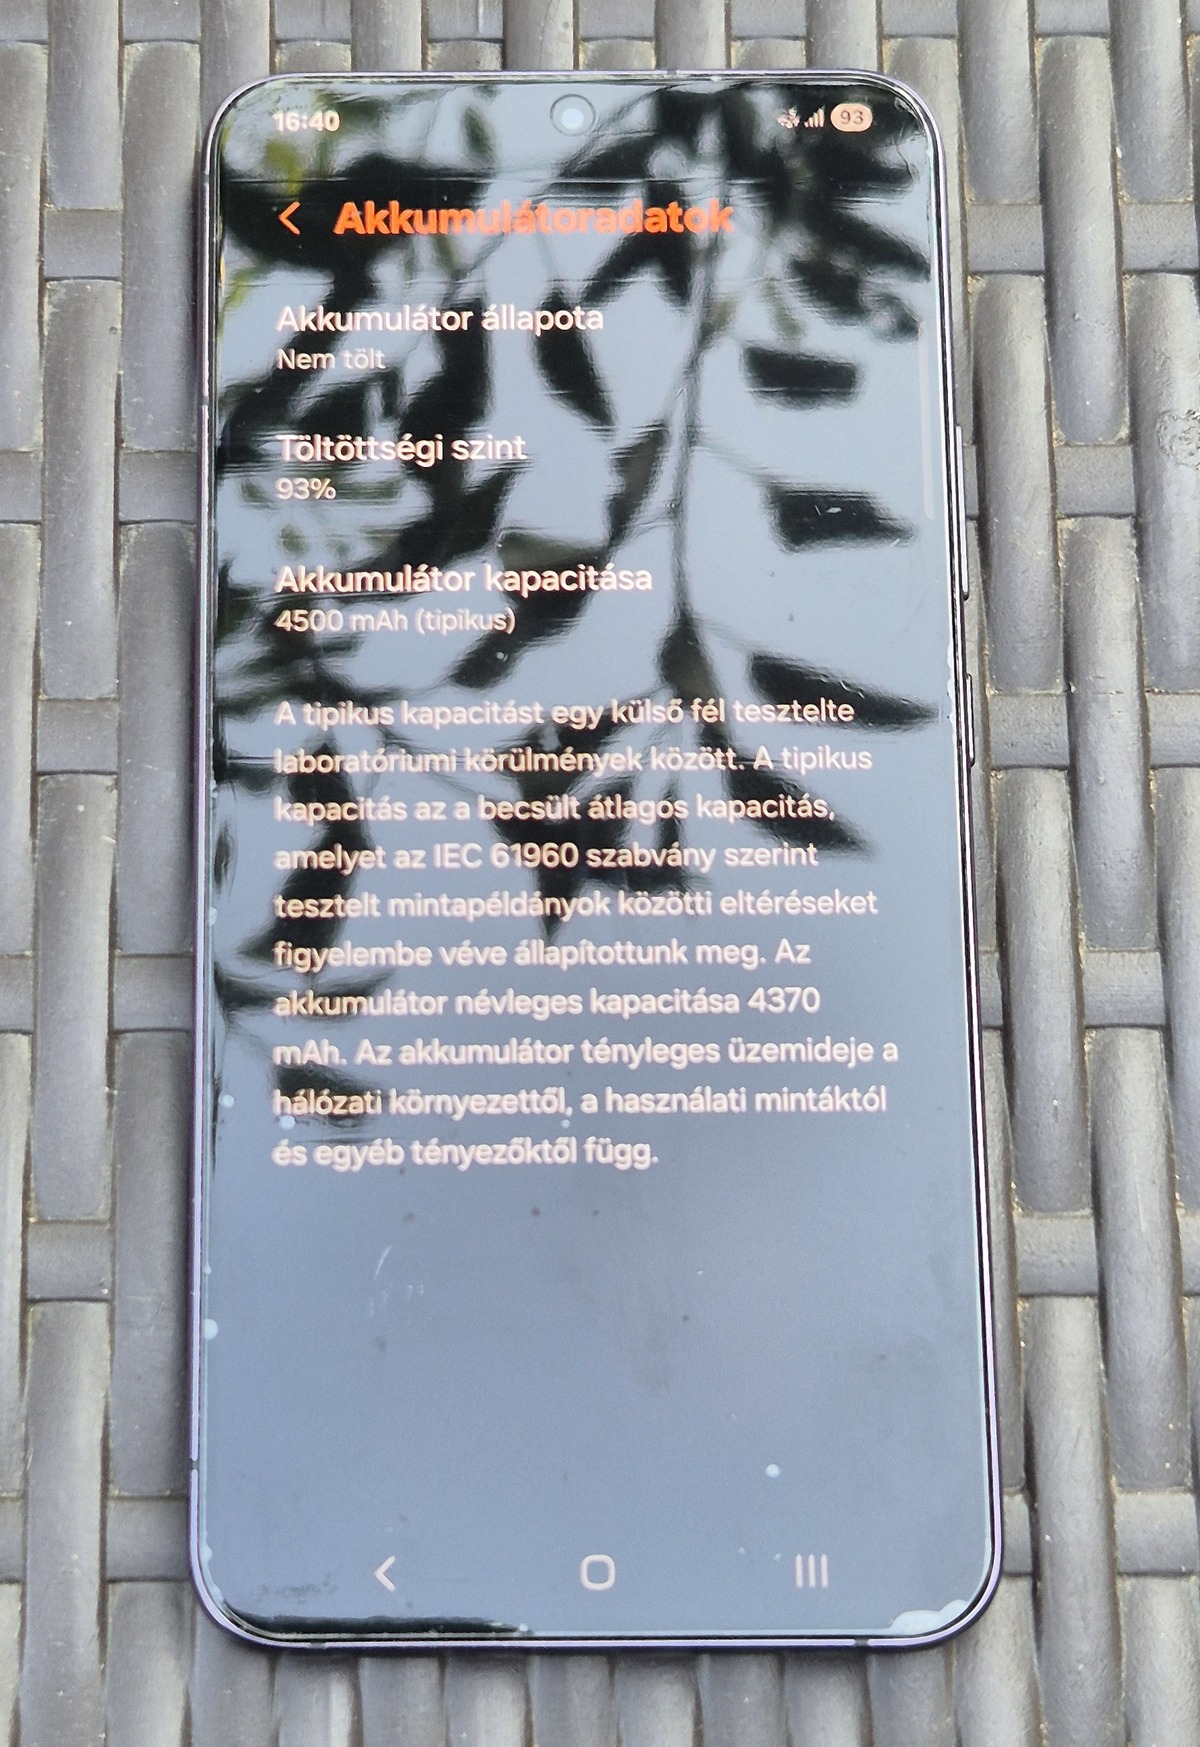 16:40
93
Akkumulátoradatok
Akkumulátor állapota
Nem tölt
Töltöttségi szint
93%
Akkumulátor kapacitása
4500 mAh (tipikus)
A tipikus kapacitást egy külső fél tesztelte
laboratóriumi körülmények között. A tipikus
kapacitás az a becsült átlagos kapacitás,
amelyet az IEC 61960 szabvány szerint
tesztelt mintapéldányok közötti eltéréseket
figyelembe véve állapítottunk meg. Az
akkumulátor névleges kapacitása 4370
mAh. Az akkumulátor tényleges üzemideje a
hálózati környezettől, a használati mintáktól
és egyéb tényezőktől függ.